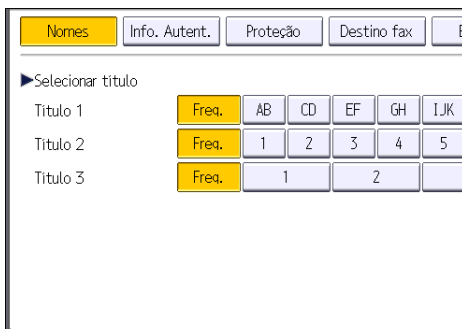 Nomes Info. Autent. Proteção Destino fax
►Selecionar título
Título 1 Freq. AB CD EF GH IJK
Título 2 Freq. 1 2 3 4 5
Título 3 Freq. 1 2